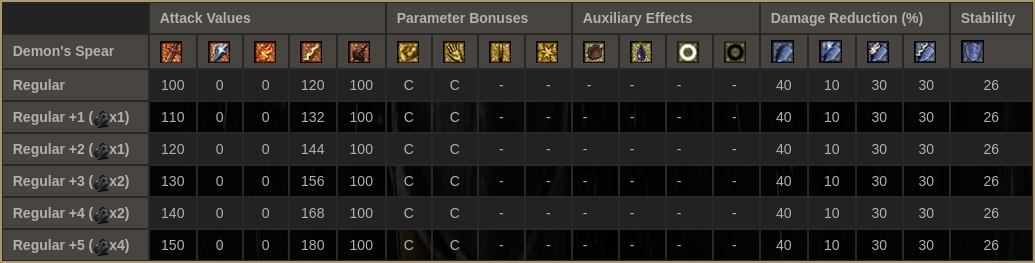 Attack Values Parameter Bonuses Auxiliary Effects Damage Reduction (%) Stability
Demon's Spear
Regular 100 0 0 120 100 C C - - - - - - 40 10 30 30 26
Regular +1 (x1) 110 0 0 132 100 C C - - - - - - 40 10 30 30 26
Regular +2 (x1) 120 0 0 144 100 C C - - - - - - 40 10 30 30 26
Regular +3 (x2) 130 0 0 156 100 C C - - - - - - 40 10 30 30 26
Regular +4 (x2) 140 0 0 168 100 C C - - - - - - 40 10 30 30 26
Regular +5 (x4) 150 0 0 180 100 C C - - - - - - 40 10 30 30 26